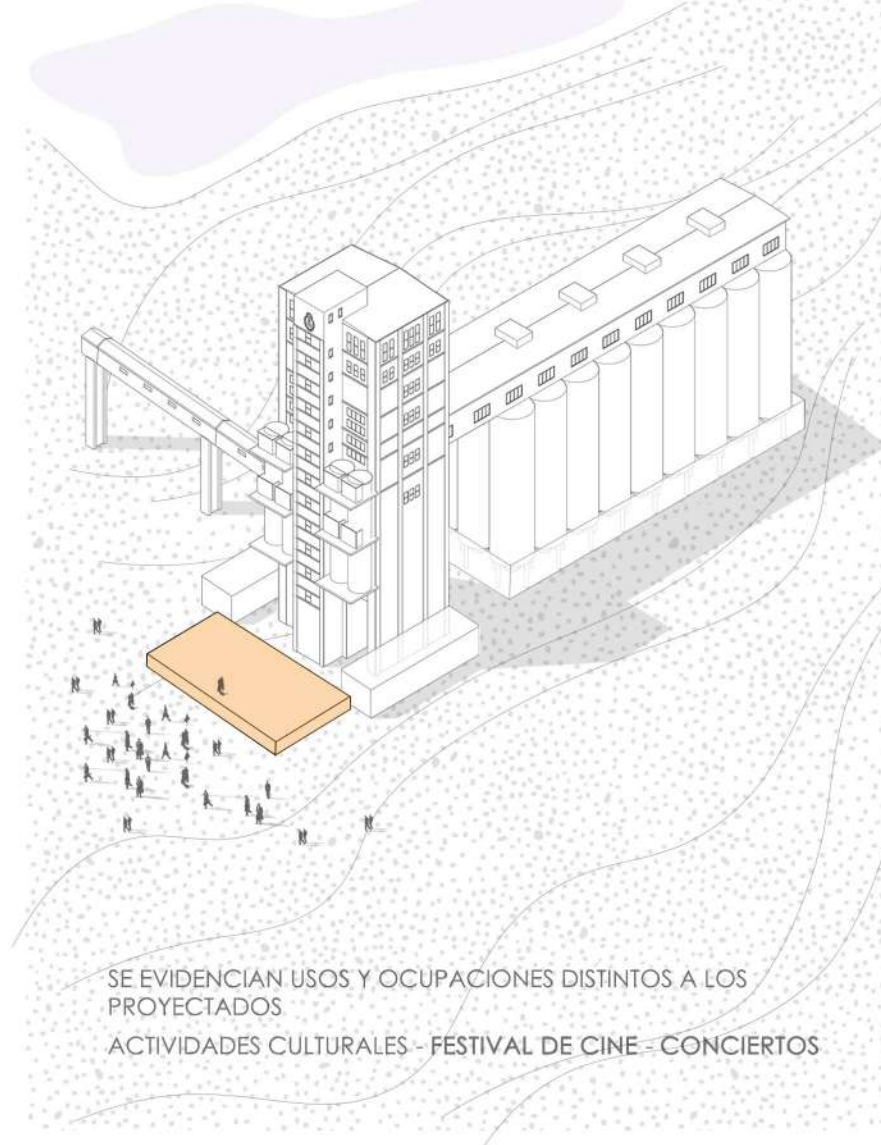 SE EVIDENCIAN USOS Y OCUPACIONES DISTINTOS A LOS
PROYECTADOS
ACTIVIDADES CULTURALES - FESTIVAL DE CINE - CONCIERTOS